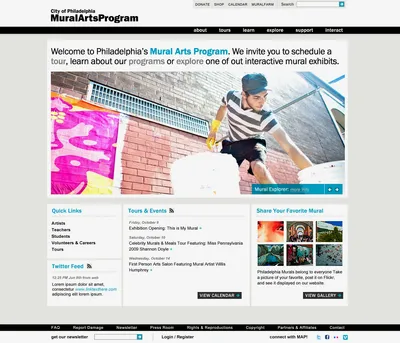 DONATE SHOP CALENDAR MURALFARM Search
City of Philadelphia
MuralArtsProgram
about tours learn explore support interact
Welcome to Philadelphia's Mural Arts Program. We invite you to schedule a
tour, learn about our programs or explore one of out interactive mural exhibits.
Mural Explorer: more info
Quick Links
Artists
Teachers
Students
Volunteers & Careers
Tours
Twitter Feed
10:25 PM Jun 8th from web
Lorem ipsum dolor sit amet,
consectetur www.linktexthere.com
adipiscing elit lorem ipsum.
Tours & Events
Friday, October 9
Exhibition Opening: This is My Mural
Saturday, October 10
Celebrity Murals & Meals Tour Featuring: Miss Pennsylvania
2009 Shannon Doyle
Wednesday, October 14
First Person Arts Salon Featuring Mural Artist Willis
Humphrey
VIEW CALENDAR
Share Your Favorite Mural
Philadelphia Murals belong to everyone Take
a picture of your favorite, post it on Flickr,
and see it displayed on our website.
VIEW GALLERY
FAQ Report Damage Newsletter Press Room Rights & Reproductions Copyright Partners & Affiliates Contact
get our newsletter Login / Register connect with MAP!